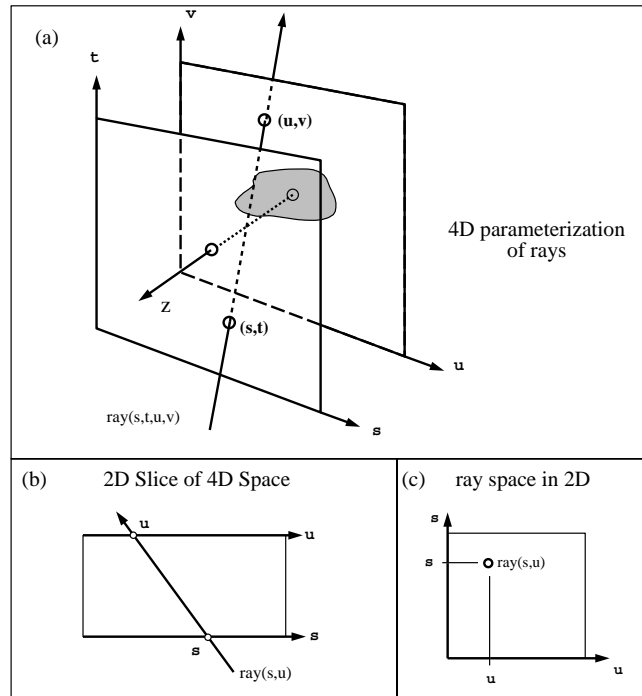 (a)
v
t
(u,v)
4D parameterization
of rays
z
(s,t)
u
ray(s,t,u,v)
s
(b) 2D Slice of 4D Space
u
u
s
s
ray(s,u)
(c) ray space in 2D
s
s
ray(s,u)
u
u